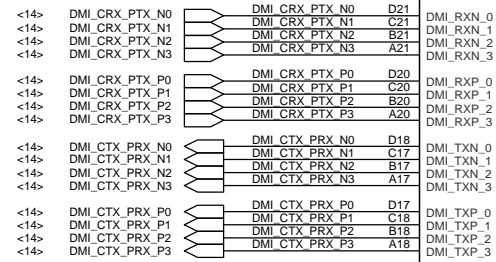 <14> DMI_CRX_PTX_N0 DMI_CRX_PTX_N0 D21 DMI_RXN_0
<14> DMI_CRX_PTX_N1 DMI_CRX_PTX_N1 C21 DMI_RXN_1
<14> DMI_CRX_PTX_N2 DMI_CRX_PTX_N2 B21 DMI_RXN_2
<14> DMI_CRX_PTX_N3 DMI_CRX_PTX_N3 A21 DMI_RXN_3
<14> DMI_CRX_PTX_P0 DMI_CRX_PTX_P0 D20 DMI_RXP_0
<14> DMI_CRX_PTX_P1 DMI_CRX_PTX_P1 C20 DMI_RXP_1
<14> DMI_CRX_PTX_P2 DMI_CRX_PTX_P2 B20 DMI_RXP_2
<14> DMI_CRX_PTX_P3 DMI_CRX_PTX_P3 A20 DMI_RXP_3
<14> DMI_CTX_PRX_N0 DMI_CTX_PRX_N0 D18 DMI_TXN_0
<14> DMI_CTX_PRX_N1 DMI_CTX_PRX_N1 C17 DMI_TXN_1
<14> DMI_CTX_PRX_N2 DMI_CTX_PRX_N2 B17 DMI_TXN_2
<14> DMI_CTX_PRX_N3 DMI_CTX_PRX_N3 A17 DMI_TXN_3
<14> DMI_CTX_PRX_P0 DMI_CTX_PRX_P0 D17 DMI_TXP_0
<14> DMI_CTX_PRX_P1 DMI_CTX_PRX_P1 C18 DMI_TXP_1
<14> DMI_CTX_PRX_P2 DMI_CTX_PRX_P2 B18 DMI_TXP_2
<14> DMI_CTX_PRX_P3 DMI_CTX_PRX_P3 A18 DMI_TXP_3